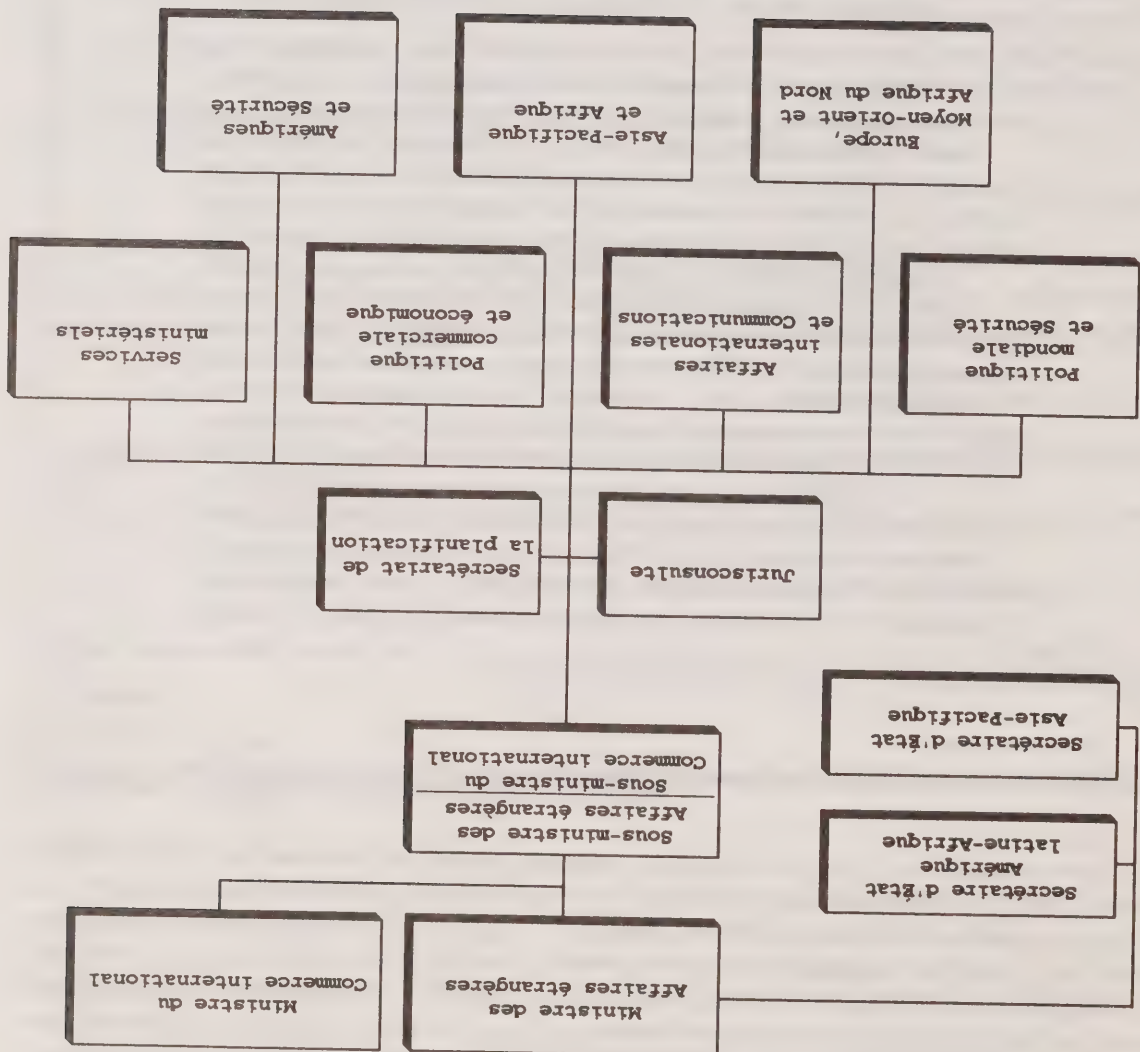 Ministre des
Affaires étrangères
Ministre du
Commerce international
Secrétaire d'État
Amérique
latine-Afrique
Secrétaire d'État
Asie-Pacifique
Sous-ministre des
Affaires étrangères
Sous-ministre du
Commerce international
Jurisconsulte
Secrétariat de
la planification
Politique
mondiale
et Sécurité
Affaires
internationales
et Communications
Politique
commerciale
et économique
Services
ministériels
Europe,
Moyen-Orient et
Afrique du Nord
Asie-Pacifique
et Afrique
Amériques
et Sécurité